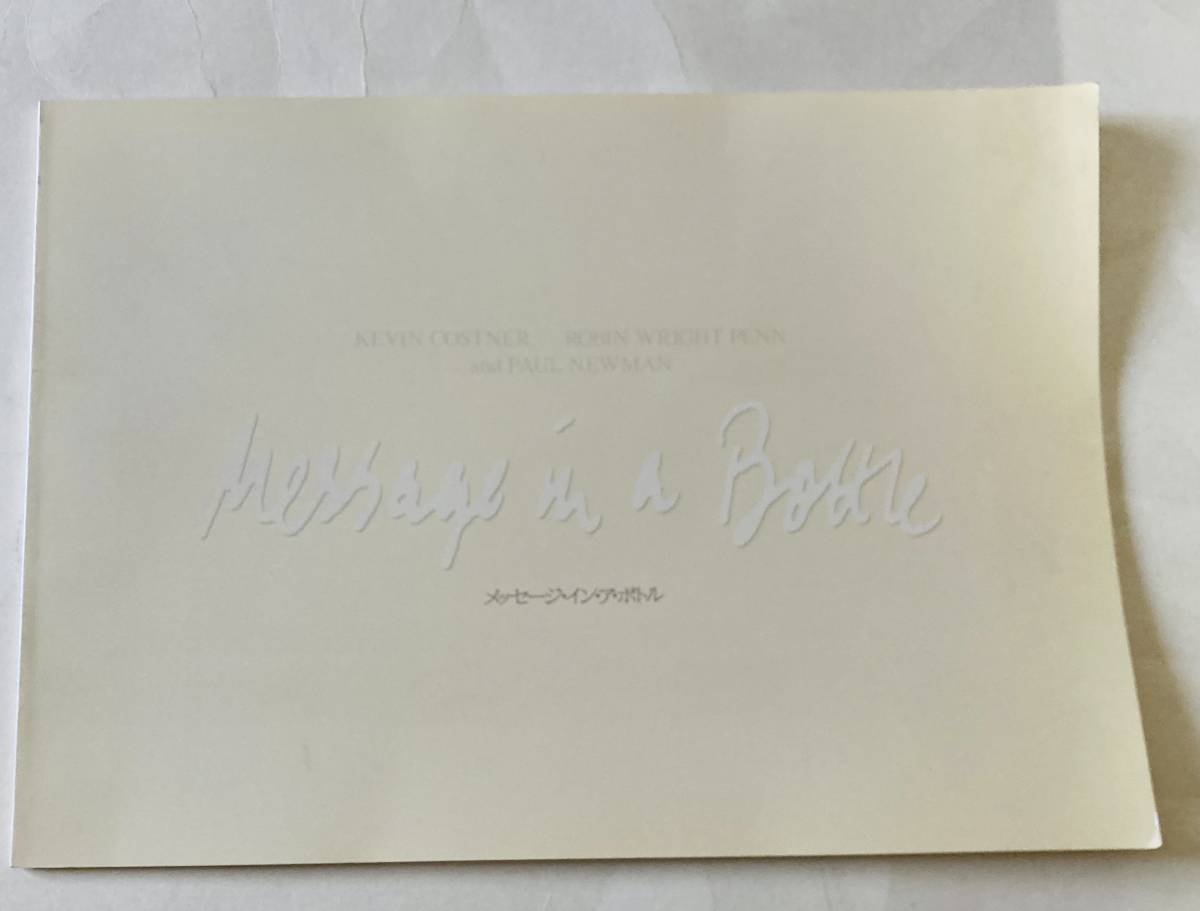 KEVIN COSTNER ROBIN WRIGHT PENN
and PAUL NEWMAN
Message in a Bottle
メッセージ・イン・ア・ボトル